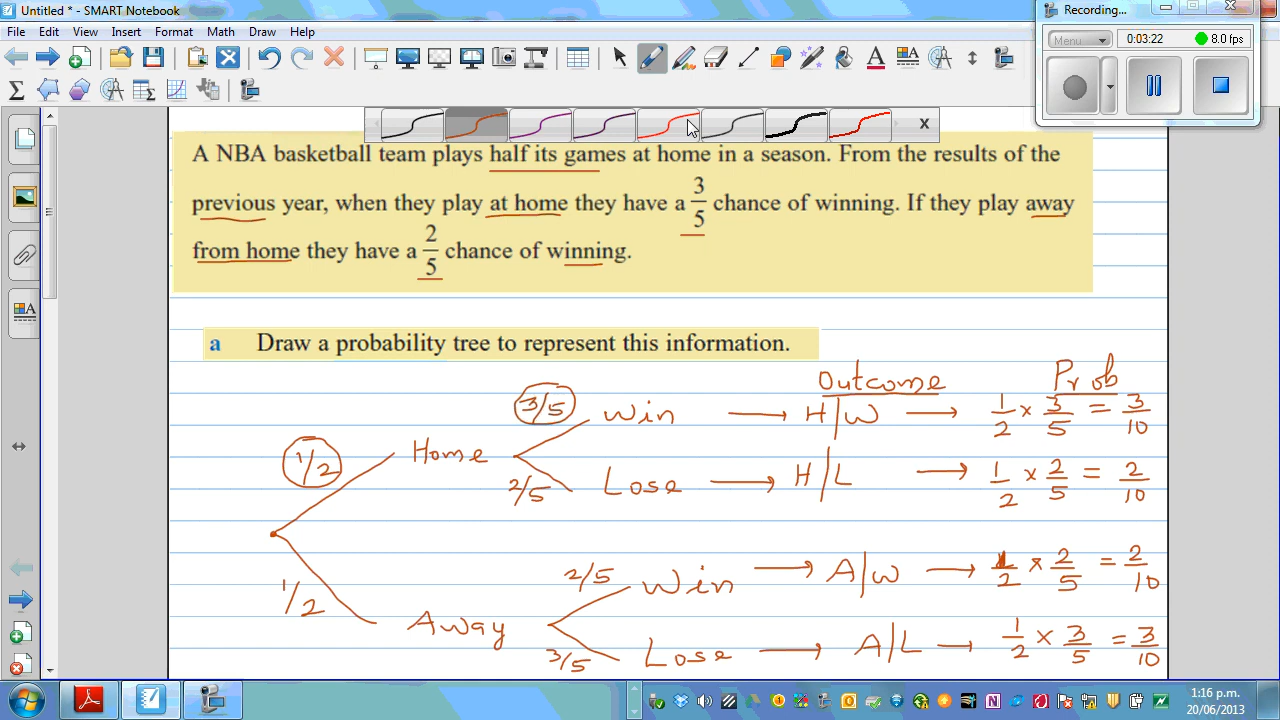 Untitled * - SMART Notebook
Recording...
File Edit View Insert Format Math Draw Help
Menu 0:03:22 8.0 fps
x
A NBA basketball team plays half its games at home in a season. From the results of the
previous year, when they play at home they have a 3/5 chance of winning. If they play away
from home they have a 2/5 chance of winning.
a Draw a probability tree to represent this information.
Outcome Prob
3/5 Win → H/W → 1/2 × 3/5 = 3/10
1/2 Home
2/5 Lose → H/L → 1/2 × 2/5 = 2/10
2/5 Win → A/W → 1/2 × 2/5 = 2/10
1/2 Away
3/5 Lose → A/L → 1/2 × 3/5 = 3/10
1:16 p.m.
20/06/2013